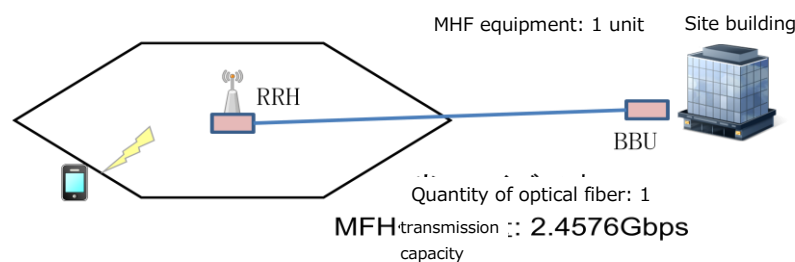 MHF equipment: 1 unit
Site building
RRH
BBU
Quantity of optical fiber: 1
MFH transmission capacity : 2.4576Gbps